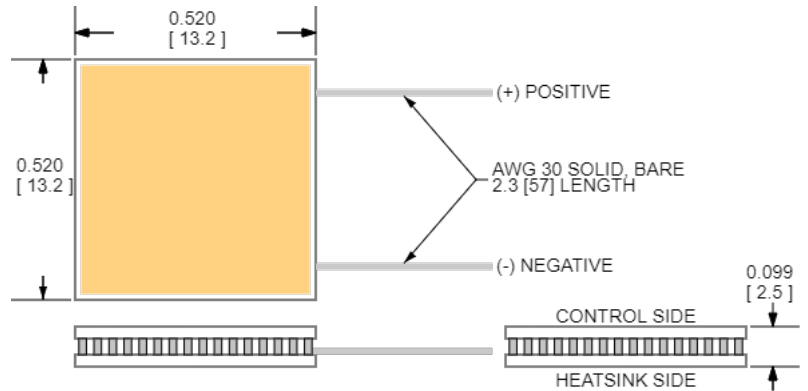 0.520
[ 13.2 ]
(+) POSITIVE
0.520
[ 13.2 ]
AWG 30 SOLID, BARE
2.3 [57] LENGTH
(-) NEGATIVE
0.099
[ 2.5 ]
CONTROL SIDE
HEATSINK SIDE